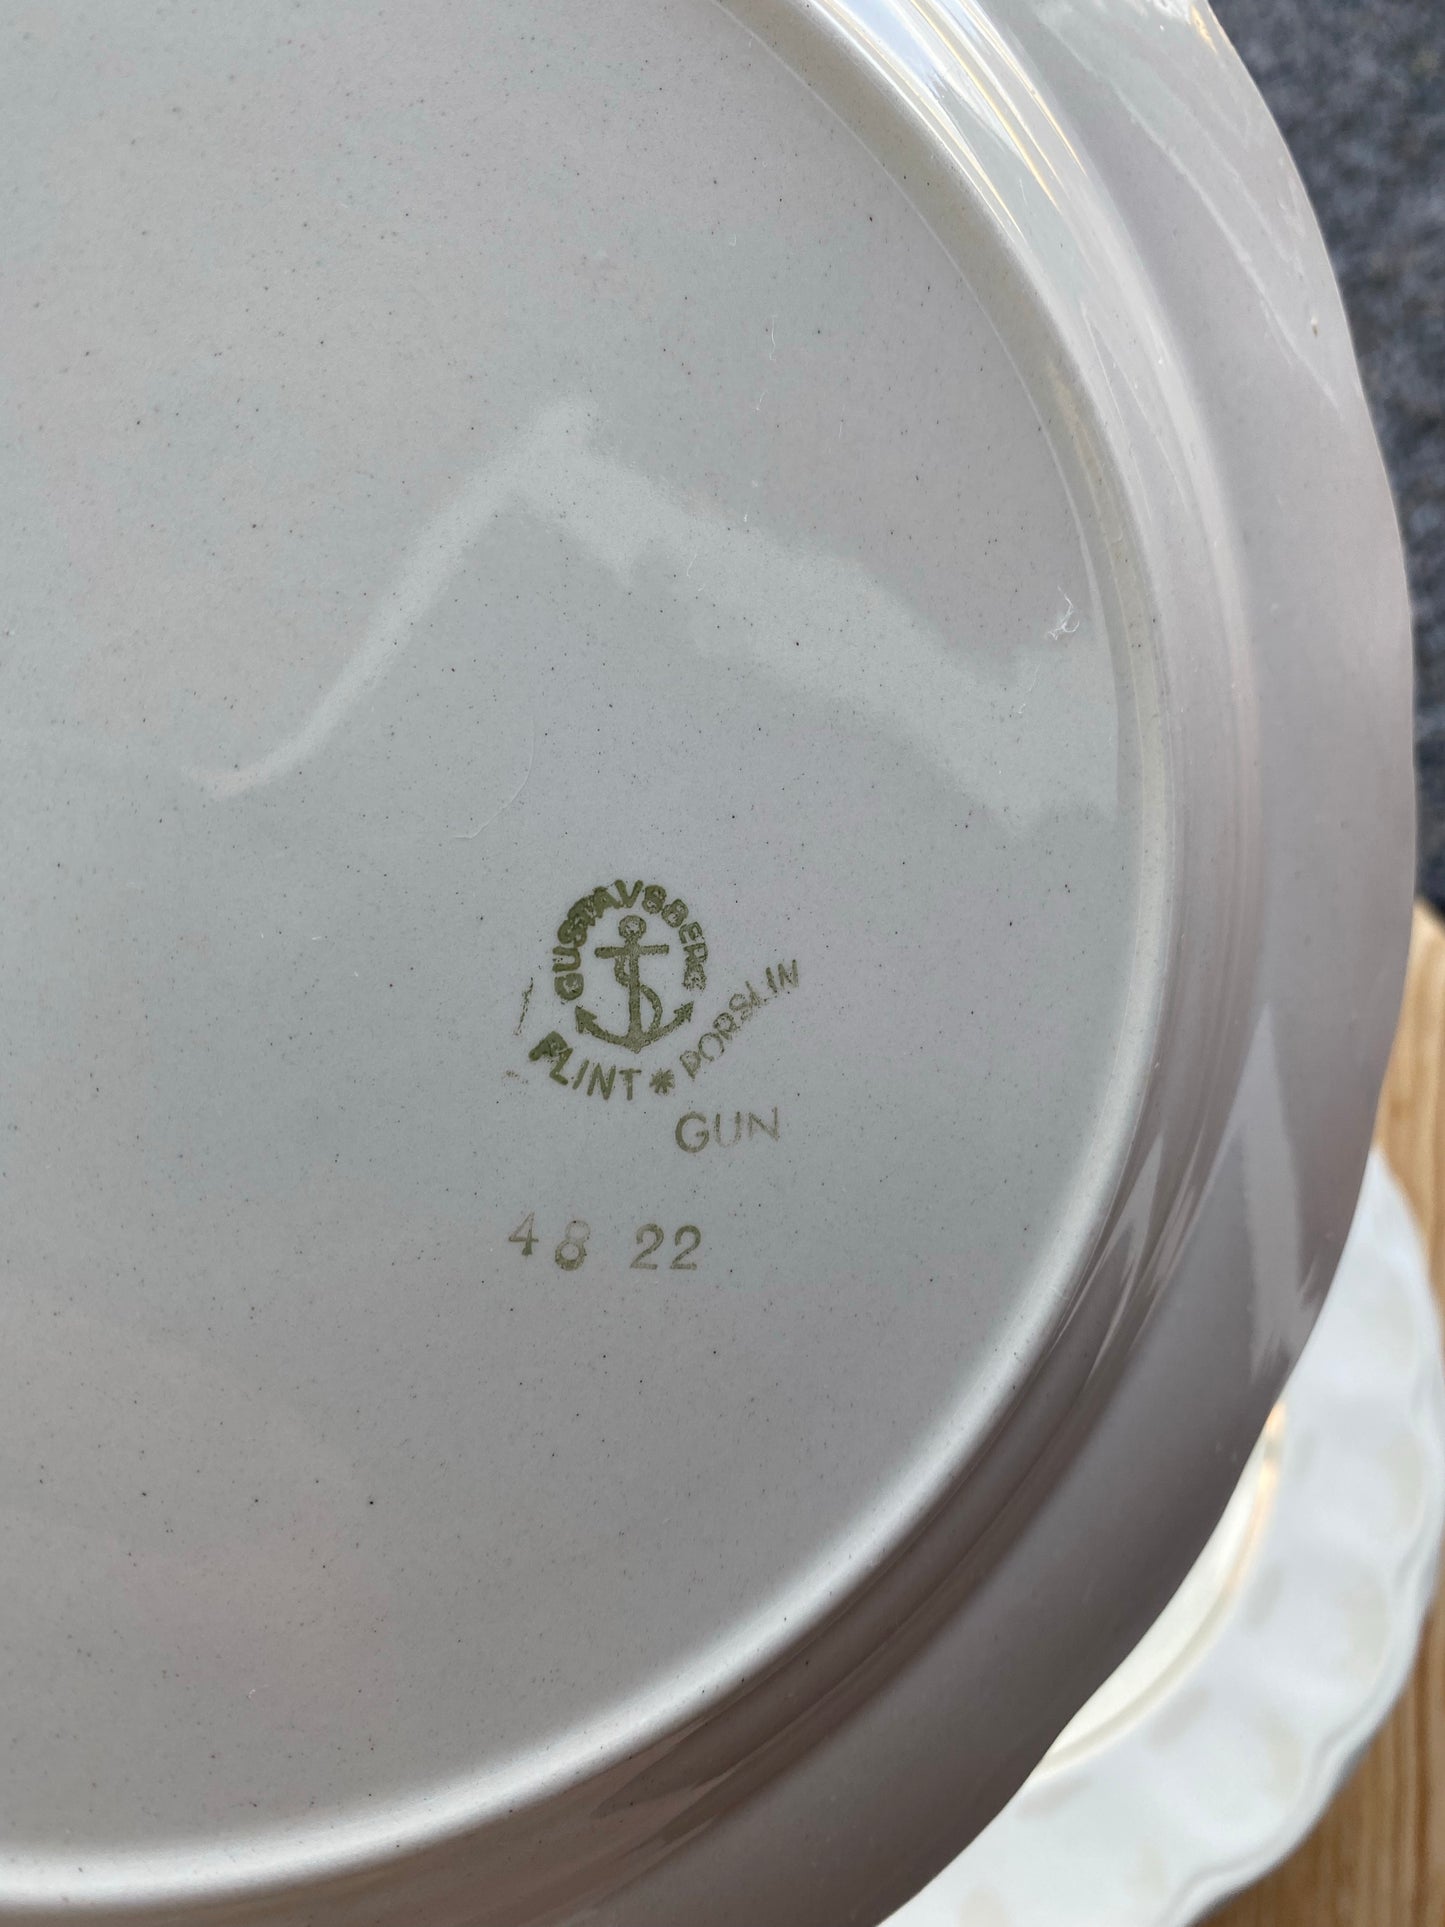 GUSTAVSBERG
FLINT * PORSLIN
GUN
48 22